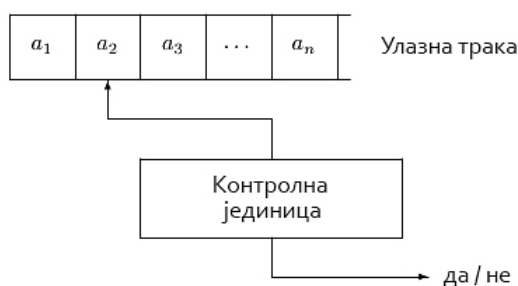 a₁ a₂ a₃ ... aₙ Улазна трака
Контролна
јединица
да / не